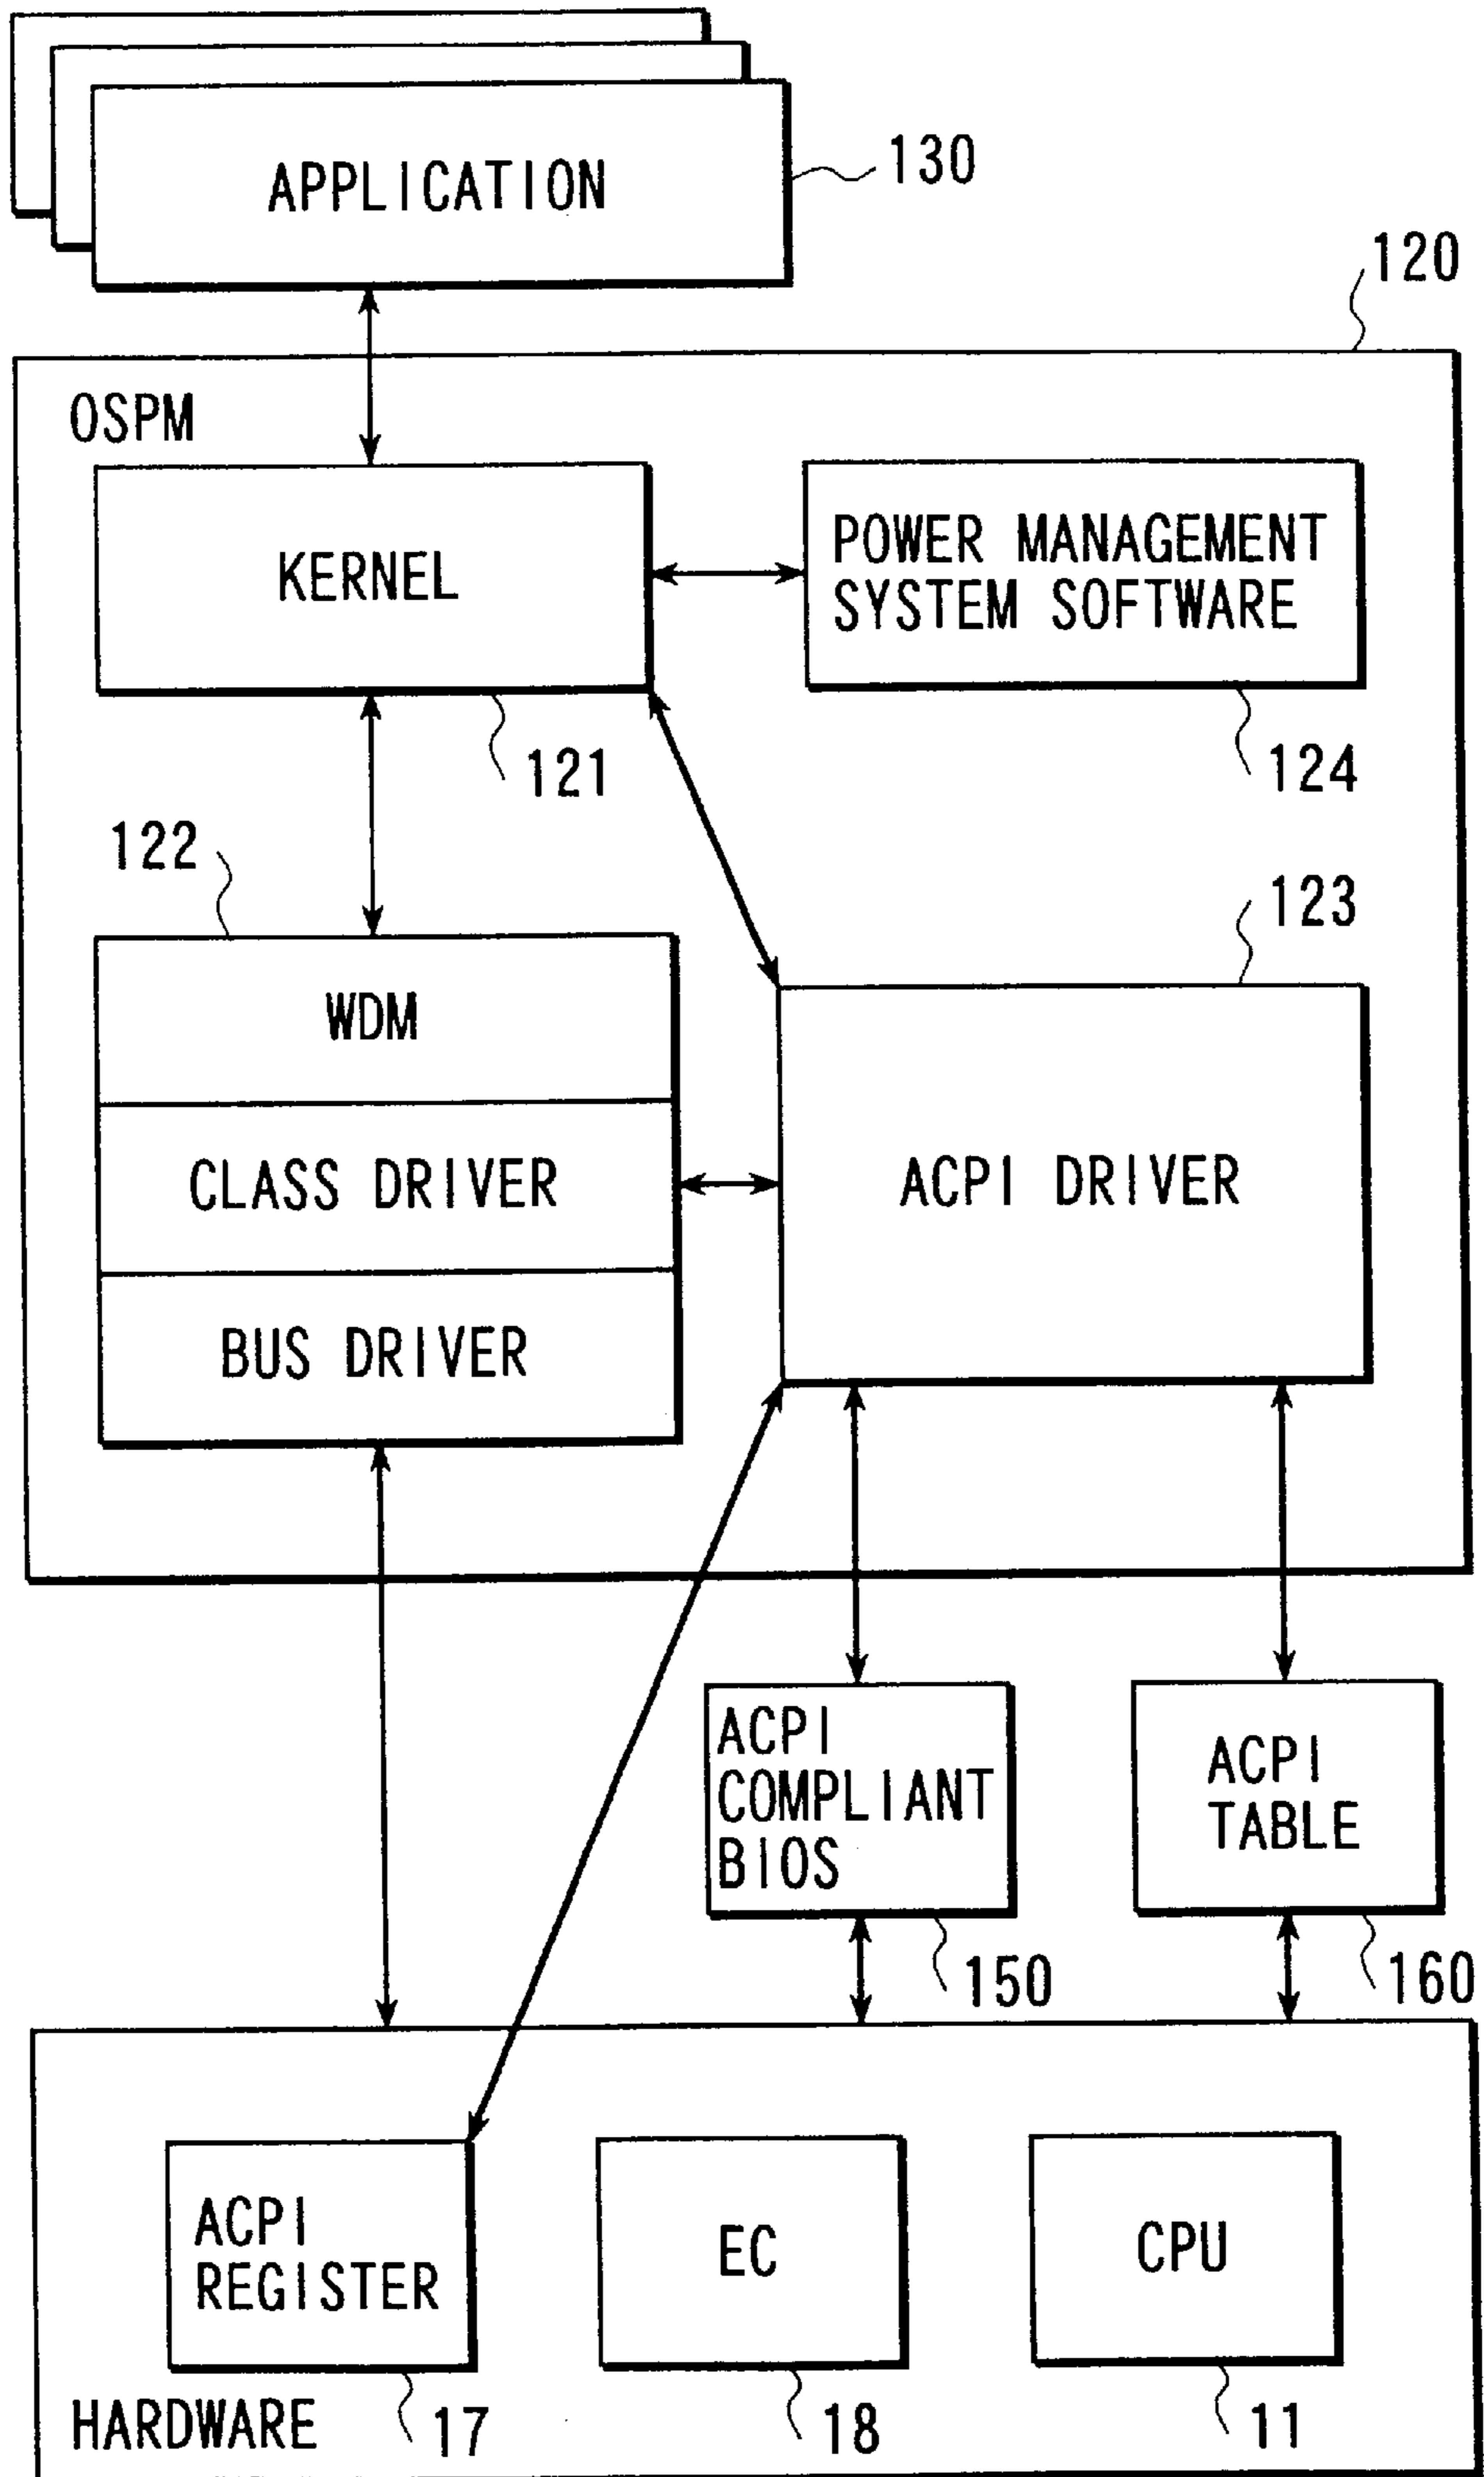 APPLICATION
130
120
OSPM
KERNEL
POWER MANAGEMENT
SYSTEM SOFTWARE
121
124
122
123
WDM
CLASS DRIVER
BUS DRIVER
ACPI DRIVER
ACPI
COMPLIANT
BIOS
ACPI
TABLE
150
160
ACPI
REGISTER
EC
CPU
HARDWARE
17
18
11